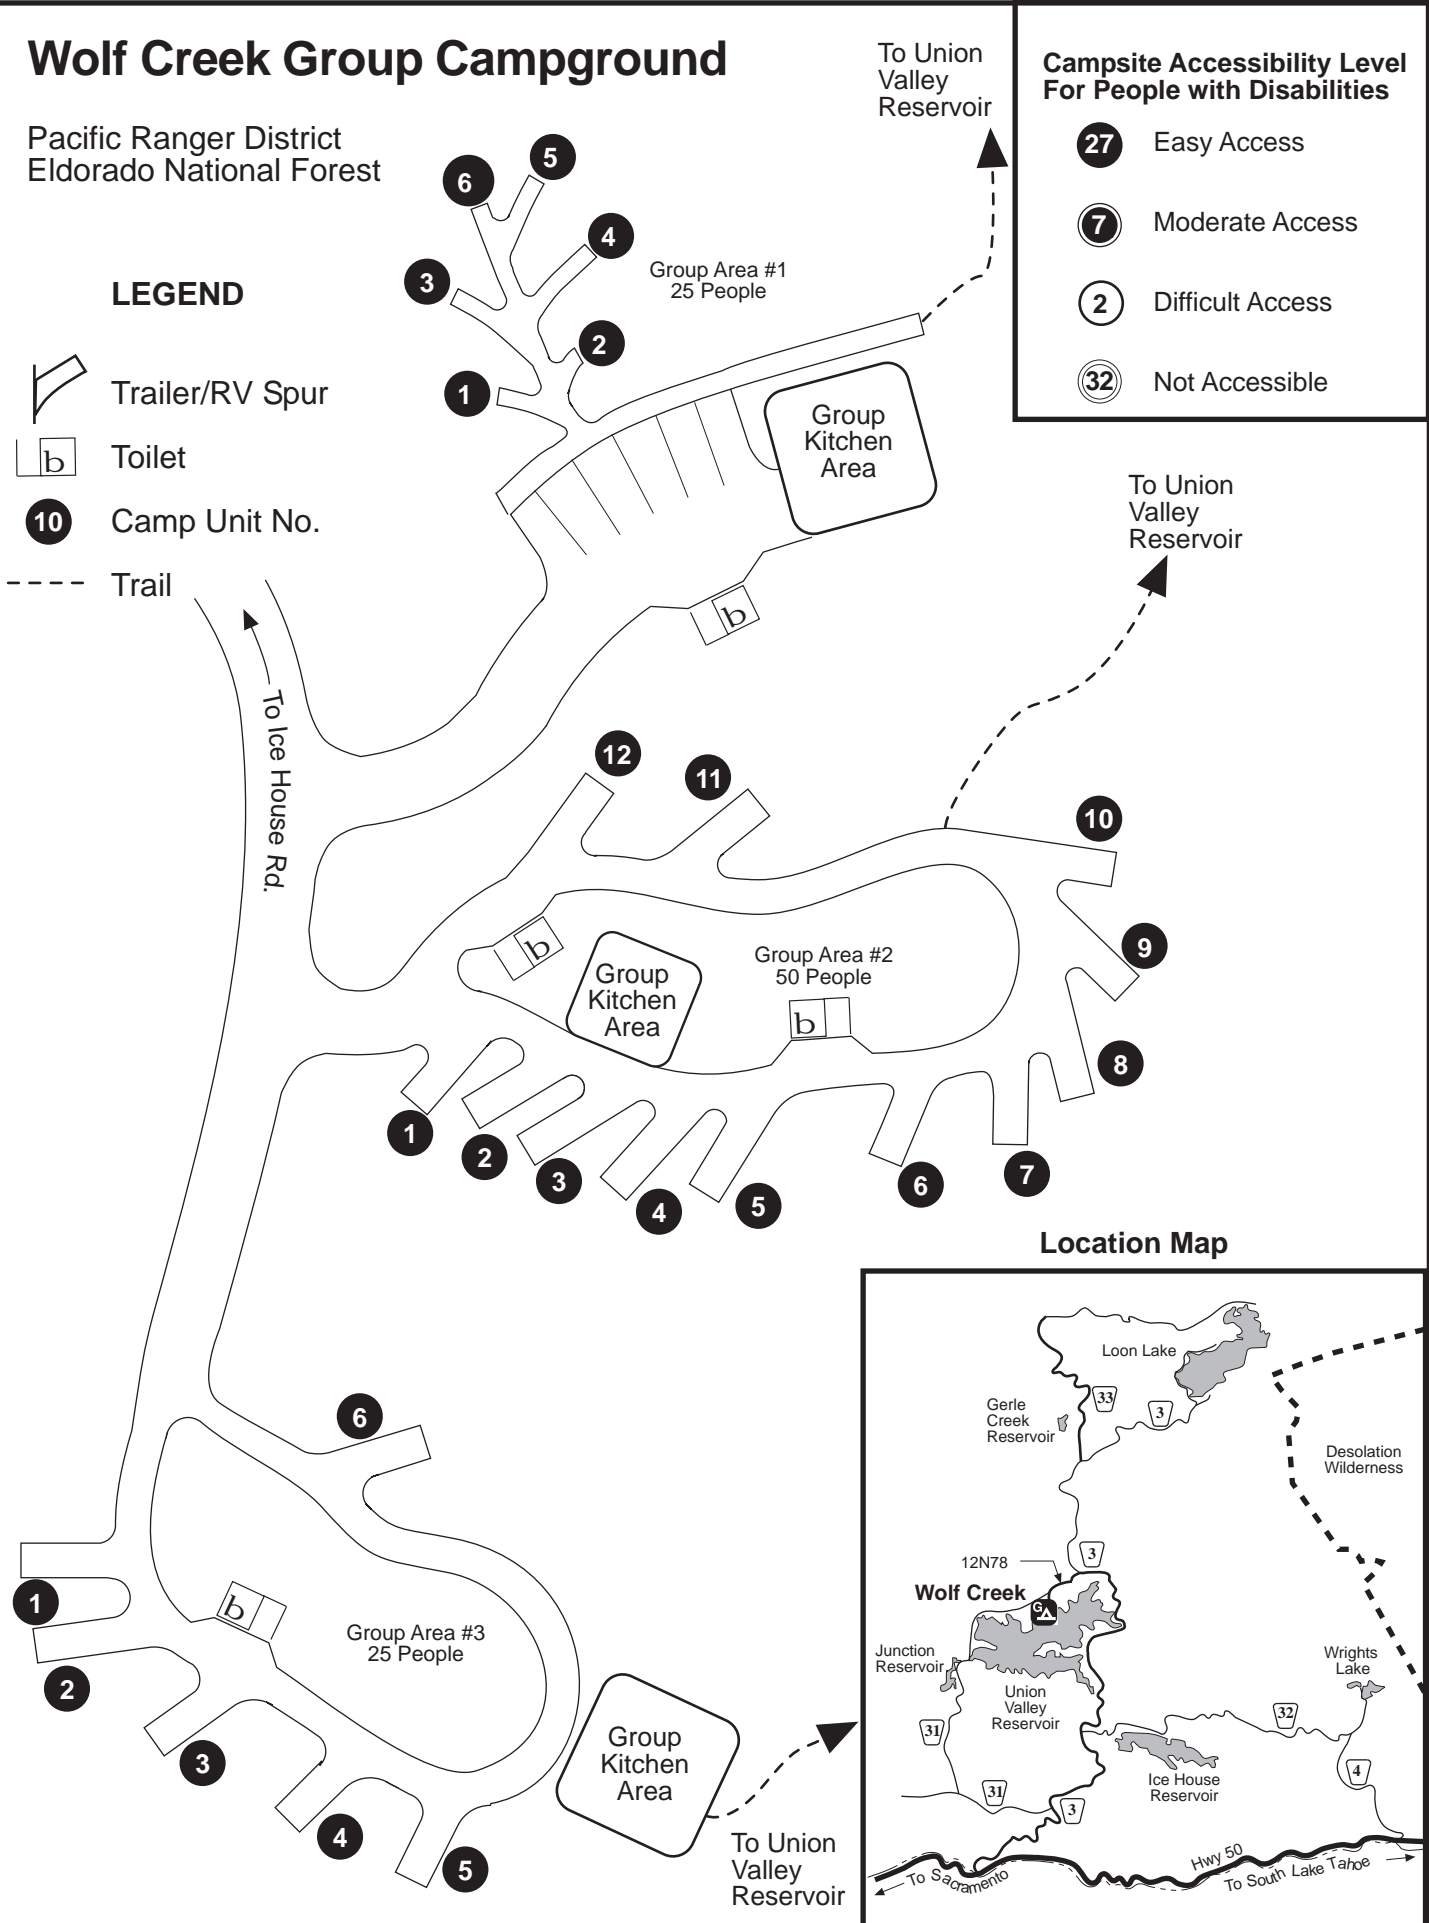 Wolf Creek Group Campground
Pacific Ranger District
Eldorado National Forest
To Union
Valley
Reservoir
Campsite Accessibility Level
For People with Disabilities
27 Easy Access
7 Moderate Access
2 Difficult Access
32 Not Accessible
LEGEND
Trailer/RV Spur
b Toilet
10 Camp Unit No.
Trail
5
6
4
3
2
1
Group Area #1
25 People
Group
Kitchen
Area
b
To Union
Valley
Reservoir
To Ice House Rd.
12
11
10
9
8
7
6
5
4
3
2
1
b
Group
Kitchen
Area
Group Area #2
50 People
b
6
1
2
3
4
5
b
Group Area #3
25 People
Group
Kitchen
Area
To Union
Valley
Reservoir
Location Map
Loon Lake
33
3
Gerle
Creek
Reservoir
Desolation
Wilderness
12N78
3
Wolf Creek
G
Junction
Reservoir
Union
Valley
Reservoir
Wrights
Lake
32
31
31
3
4
Ice House
Reservoir
Hwy 50
To Sacramento
To South Lake Tahoe